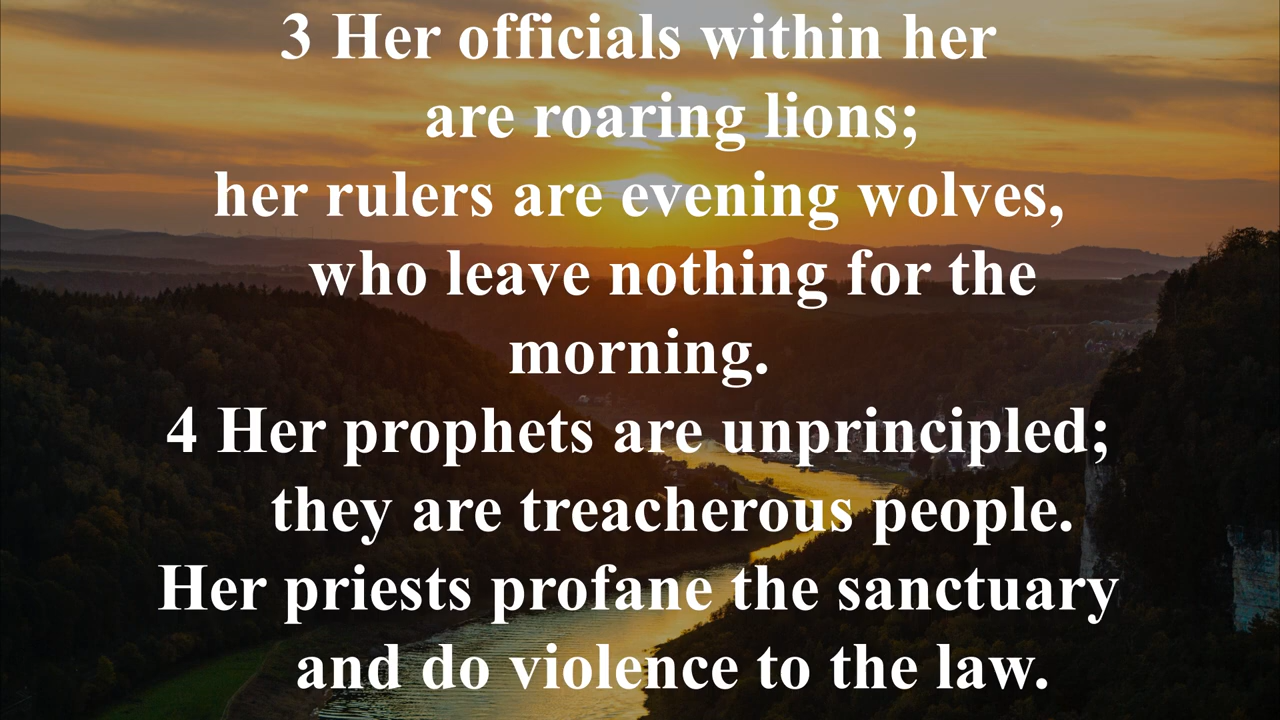 3 Her officials within her
are roaring lions;
her rulers are evening wolves,
who leave nothing for the
morning.
4 Her prophets are unprincipled;
they are treacherous people.
Her priests profane the sanctuary
and do violence to the law.